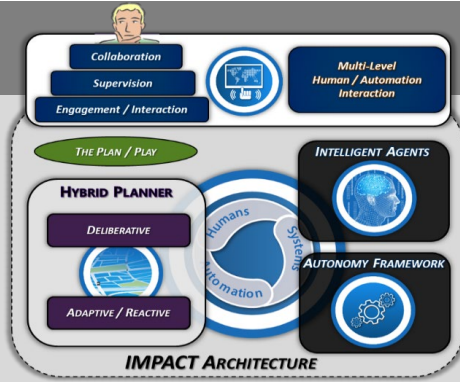 Collaboration
Supervision
Engagement / Interaction
Multi-Level
Human / Automation
Interaction
THE PLAN / PLAY
INTELLIGENT AGENTS
HYBRID PLANNER
DELIBERATIVE
ADAPTIVE / REACTIVE
Humans
Systems
Automation
AUTONOMY FRAMEWORK
IMPACT ARCHITECTURE